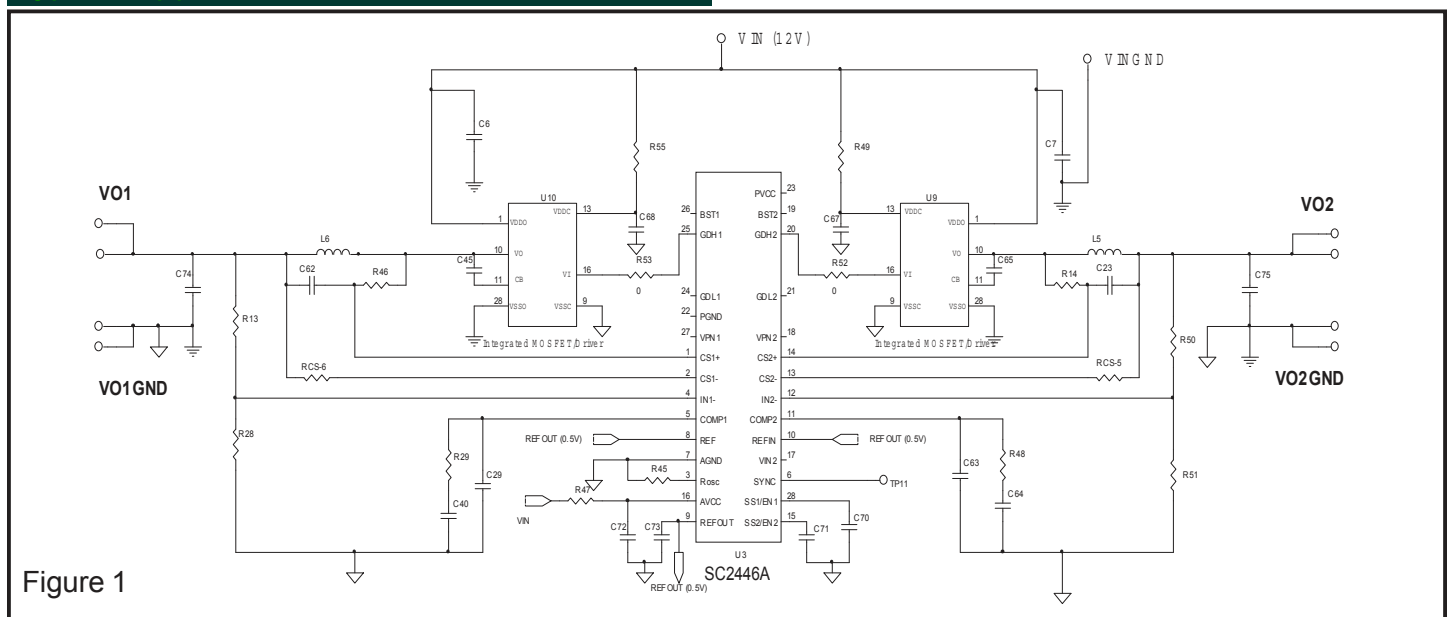 VIN (12V)
VINGND
C6
R55
R49
C7
VO1
VO2
U10
U9
PVCC 23
1 VDDO
VDDC 13
C68
26 BST1
BST2 19
C67
13 VDDC
VDDO 1
25 GDH1
GDH2 20
L6
10 VO
C45
R53
0
R52
0
VO 10
C65
L5
C74
C62
R46
11 CB
VI 16
16 VI
CB 11
R14
C23
C75
28 VSSO
VSSC 9
24 GDL1
GDL2 21
9 VSSC
VSSO 28
22 PGND
R13
Integrated MOSFET/Driver
27 VPN1
VPN2 18
Integrated MOSFET/Driver
R50
1 CS1+
CS2+ 14
VO1GND
RCS-6
2 CS1-
CS2- 13
RCS-5
VO2GND
4 IN1-
IN2- 12
5 COMP1
COMP2 11
R28
REFOUT (0.5V)
8 REF
REFIN 10
REFOUT (0.5V)
R29
C29
7 AGND
VIN2 17
C63
R48
R51
R45
3 Rosc
SYNC 6
TP11
R47
16 AVCC
SS1/EN1 28
C64
C40
VIN
C72
C73
9 REFOUT
SS2/EN2 15
C71
C70
U3
SC2446A
REFOUT (0.5V)
Figure 1